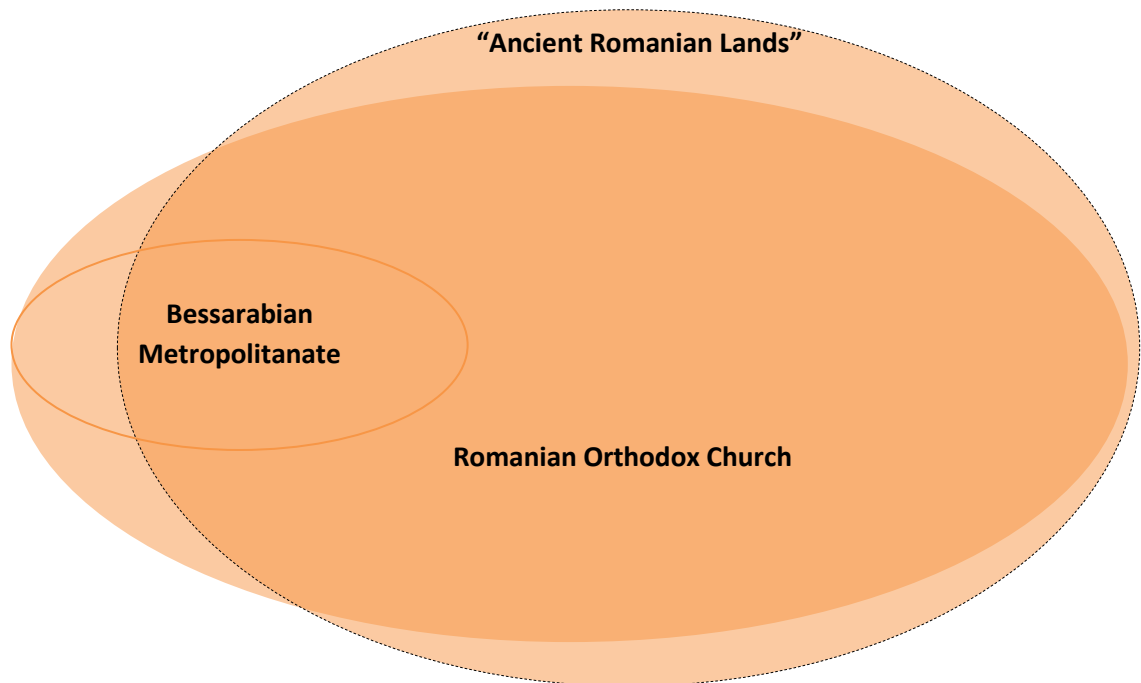 “Ancient Romanian Lands”
Bessarabian
Metropolitanate
Romanian Orthodox Church